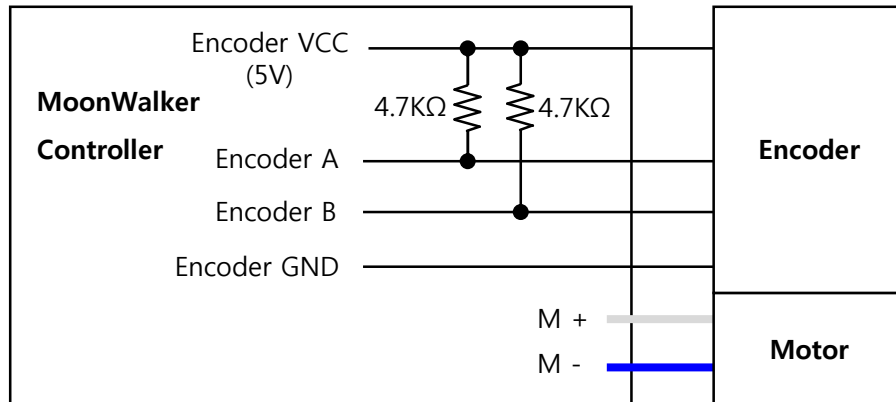 Encoder VCC
(5V)
MoonWalker
Controller
4.7KΩ
4.7KΩ
Encoder A
Encoder B
Encoder GND
M +
M -
Encoder
Motor